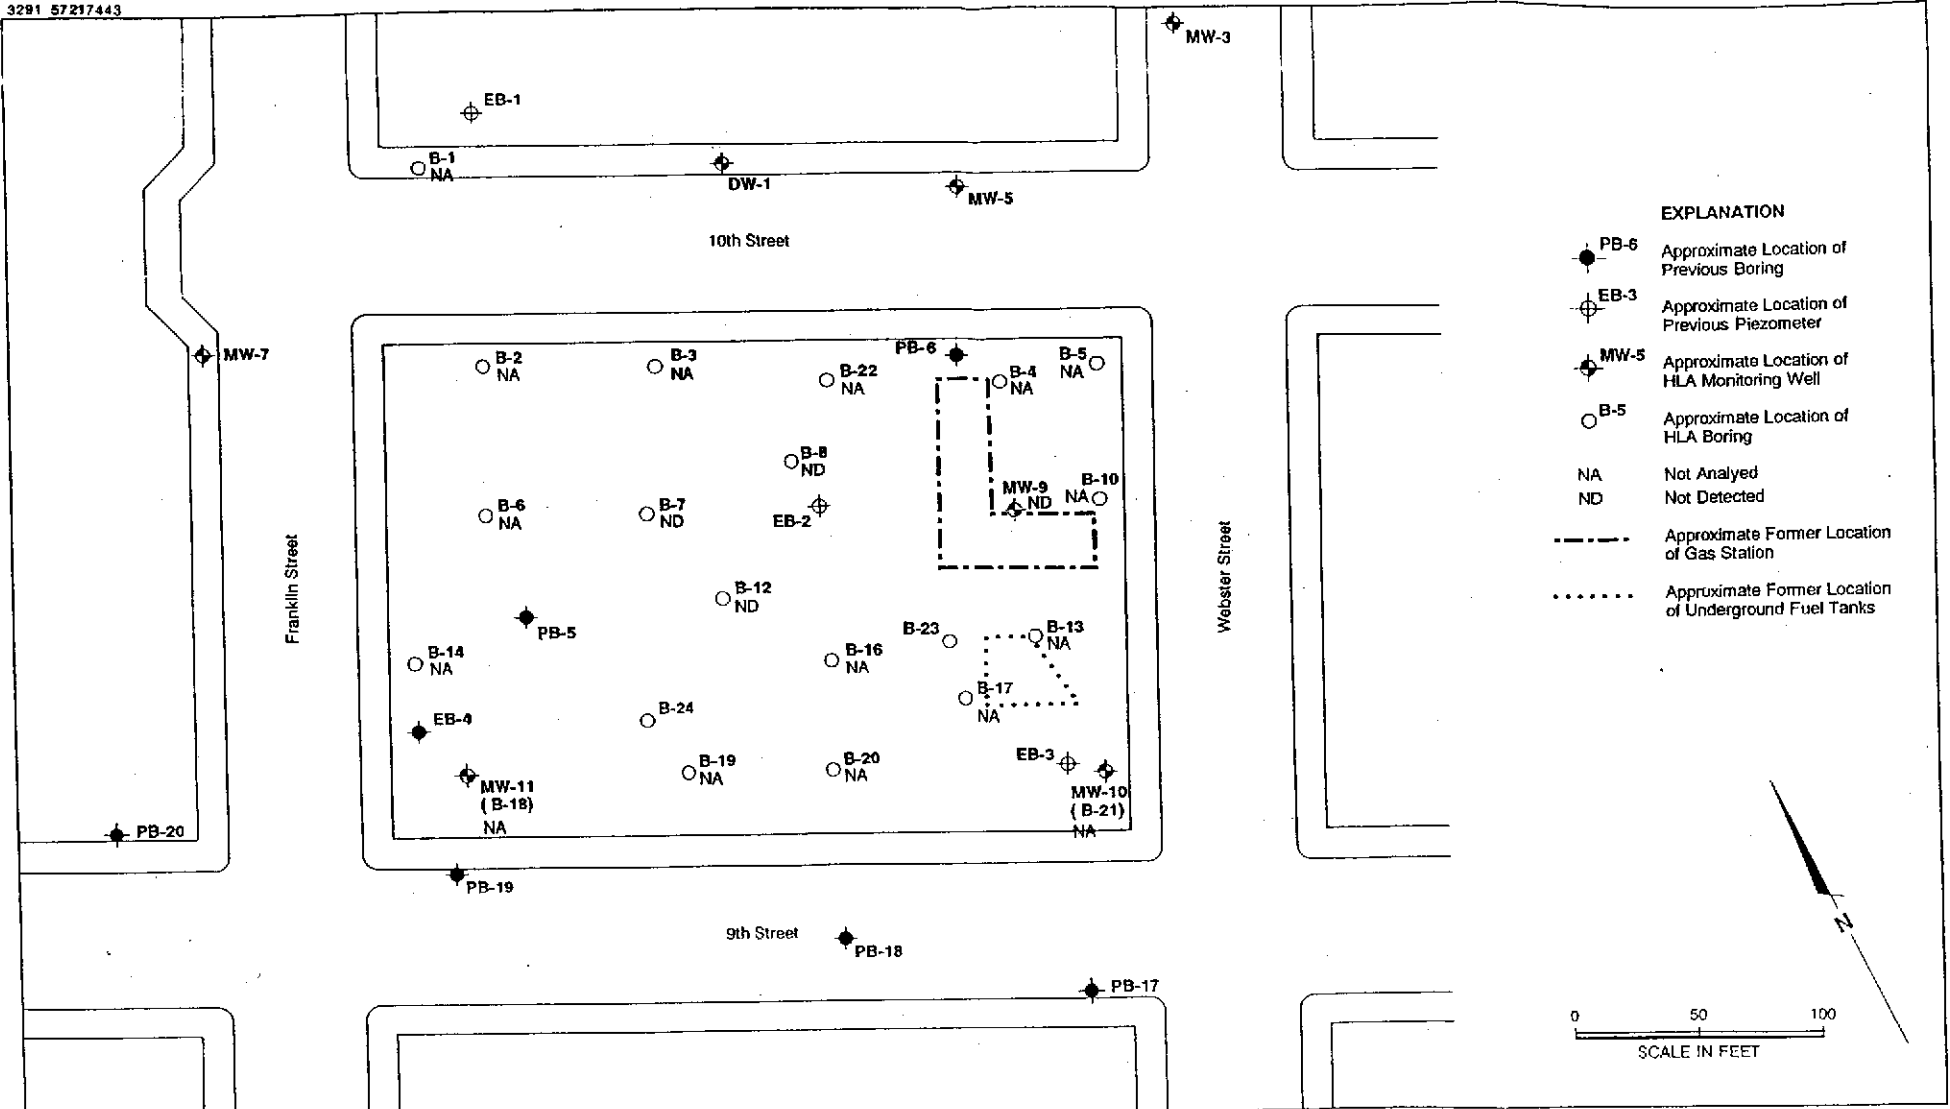 3291 57217443
MW-3
EB-1
B-1
NA
DW-1
MW-5
10th Street
MW-7
B-2
NA
B-3
NA
B-22
NA
PB-6
B-4
NA
B-5
NA
B-8
ND
B-6
NA
B-7
ND
EB-2
MW-9
ND
B-10
NA
Franklin Street
Webster Street
B-12
ND
PB-5
B-14
NA
B-16
NA
B-23
B-13
NA
B-17
NA
EB-4
B-24
B-19
NA
B-20
NA
EB-3
MW-11
( B-18)
NA
MW-10
( B-21)
NA
PB-20
PB-19
9th Street
PB-18
PB-17
EXPLANATION
PB-6
Approximate Location of
Previous Boring
EB-3
Approximate Location of
Previous Piezometer
MW-5
Approximate Location of
HLA Monitoring Well
B-5
Approximate Location of
HLA Boring
NA Not Analyed
ND Not Detected
Approximate Former Location
of Gas Station
Approximate Former Location
of Underground Fuel Tanks
N
0 50 100
SCALE IN FEET